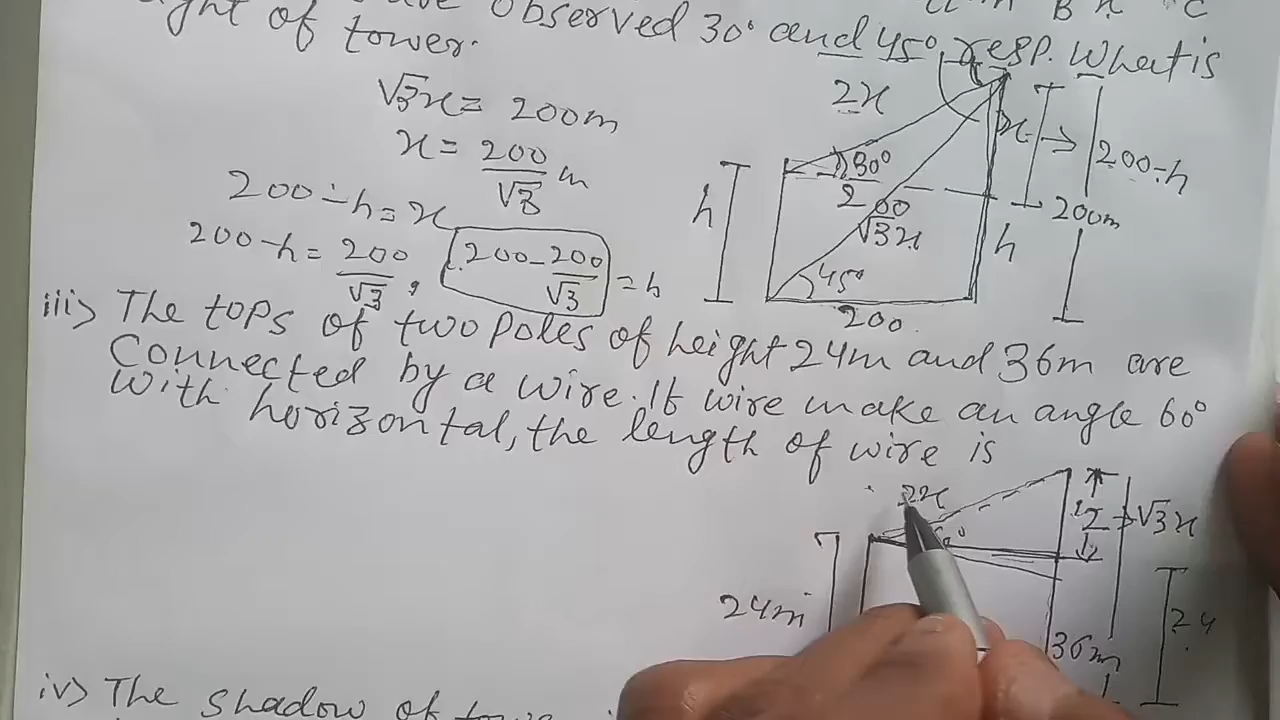 B x C
ight of tower. observed 30° and 45° resp. What is
√3x = 200m
x = 200/√3 m
200-h = x
200-h = 200/√3, 200-200/√3 = h
2x
30°
200
√3x
45°
200
h
x → 200-h
200m
h
iii) The tops of two poles of height 24m and 36m are
connected by a wire. If wire make an angle 60°
with horizontal, the length of wire is
2x
12 → √3x
24m
36m
24
iv) The shadow of